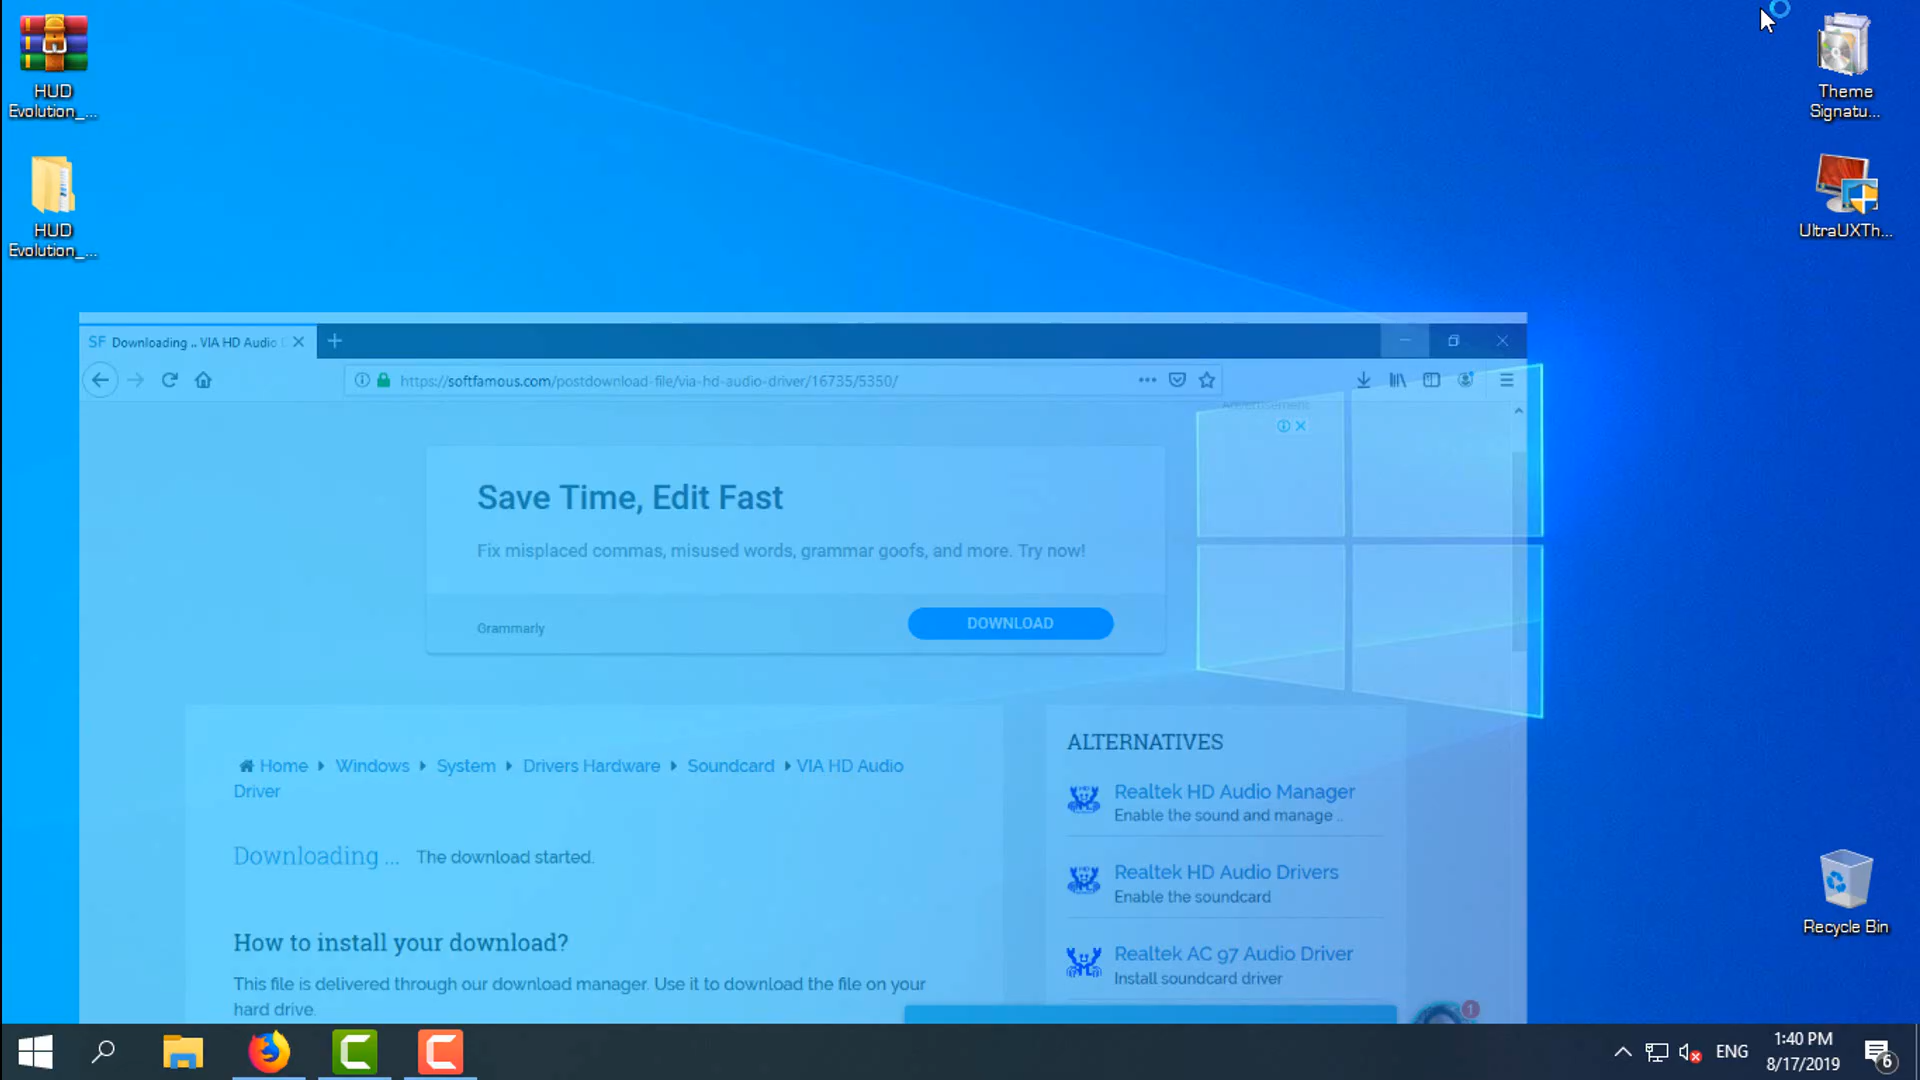 HUD
Evolution_...
HUD
Evolution_...
Theme
Signatu...
UltraUXTh...
Recycle Bin
SF Downloading .. VIA HD Audio
https://softfamous.com/postdownload-file/via-hd-audio-driver/16735/5350/
Advertisement
Save Time, Edit Fast
Fix misplaced commas, misused words, grammar goofs, and more. Try now!
Grammarly
DOWNLOAD
Home Windows System Drivers Hardware Soundcard VIA HD Audio
Driver
Downloading ... The download started.
How to install your download?
This file is delivered through our download manager. Use it to download the file on your
hard drive.
ALTERNATIVES
Realtek HD Audio Manager
Enable the sound and manage ..
Realtek HD Audio Drivers
Enable the soundcard
Realtek AC 97 Audio Driver
Install soundcard driver
1
ENG
1:40 PM
8/17/2019
6